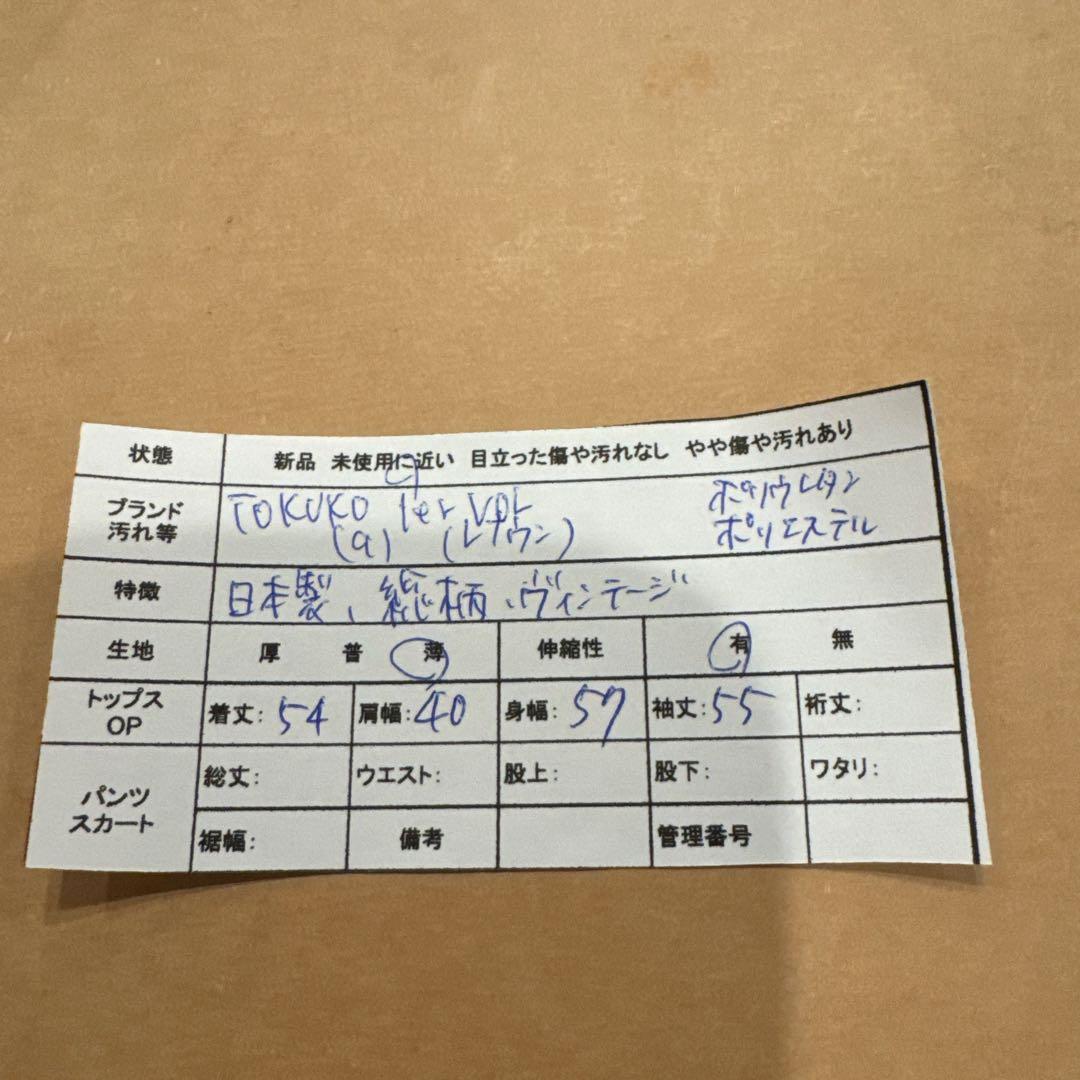 状態 新品 未使用に近い 目立った傷や汚れなし やや傷や汚れあり
ブランド 汚れ等 TOKUKO 1er VOL ポリウレタン
(9) (レナウン) ポリエステル
特徴 日本製、総柄、ヴィンテージ
生地 厚 普 薄 伸縮性 有 無
トップス OP 着丈: 54 肩幅: 40 身幅: 57 袖丈: 55 裄丈:
パンツ スカート 総丈: ウエスト: 股上: 股下: ワタリ:
裾幅: 備考 管理番号